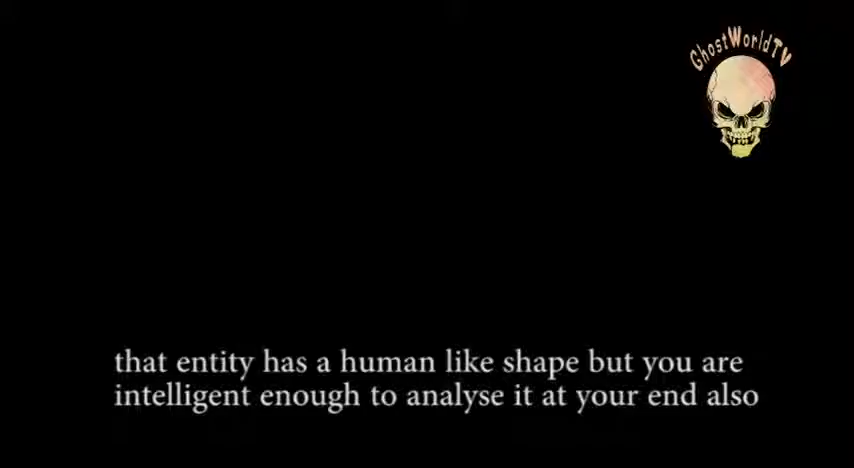 GhostWorldTV
that entity has a human like shape but you are
intelligent enough to analyse it at your end also